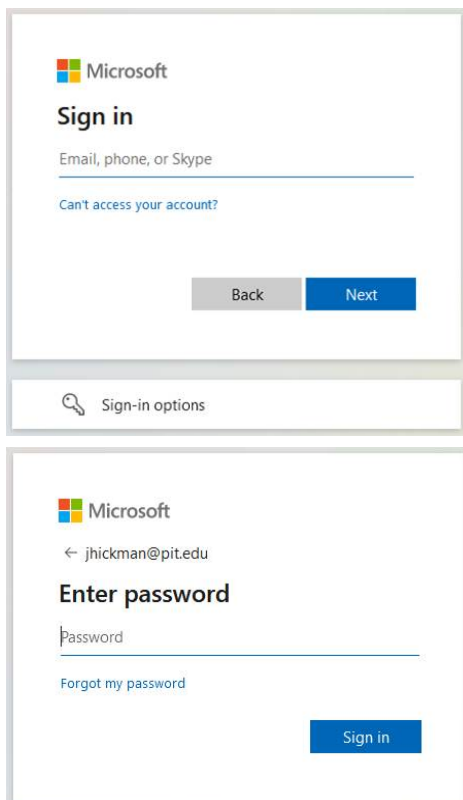 Microsoft
Sign in
Email, phone, or Skype
Can't access your account?
Back Next
Sign-in options
Microsoft
← jhickman@pit.edu
Enter password
Password
Forgot my password
Sign in